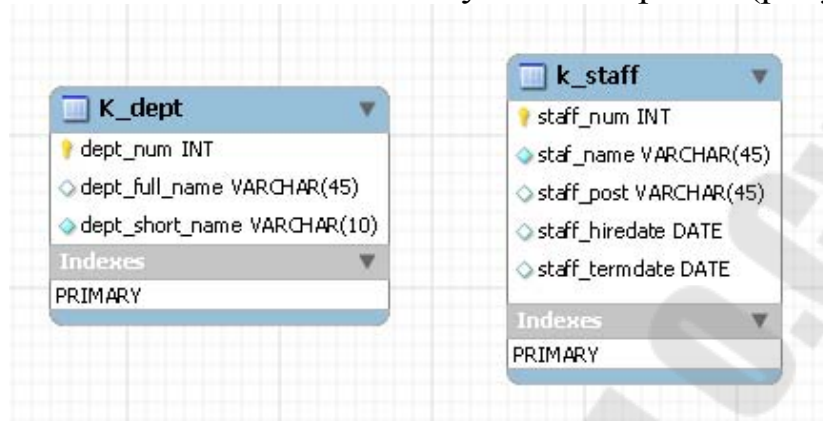 K_dept
dept_num INT
dept_full_name VARCHAR(45)
dept_short_name VARCHAR(10)
Indexes
PRIMARY
k_staff
staff_num INT
staf_name VARCHAR(45)
staff_post VARCHAR(45)
staff_hiredate DATE
staff_termdate DATE
Indexes
PRIMARY